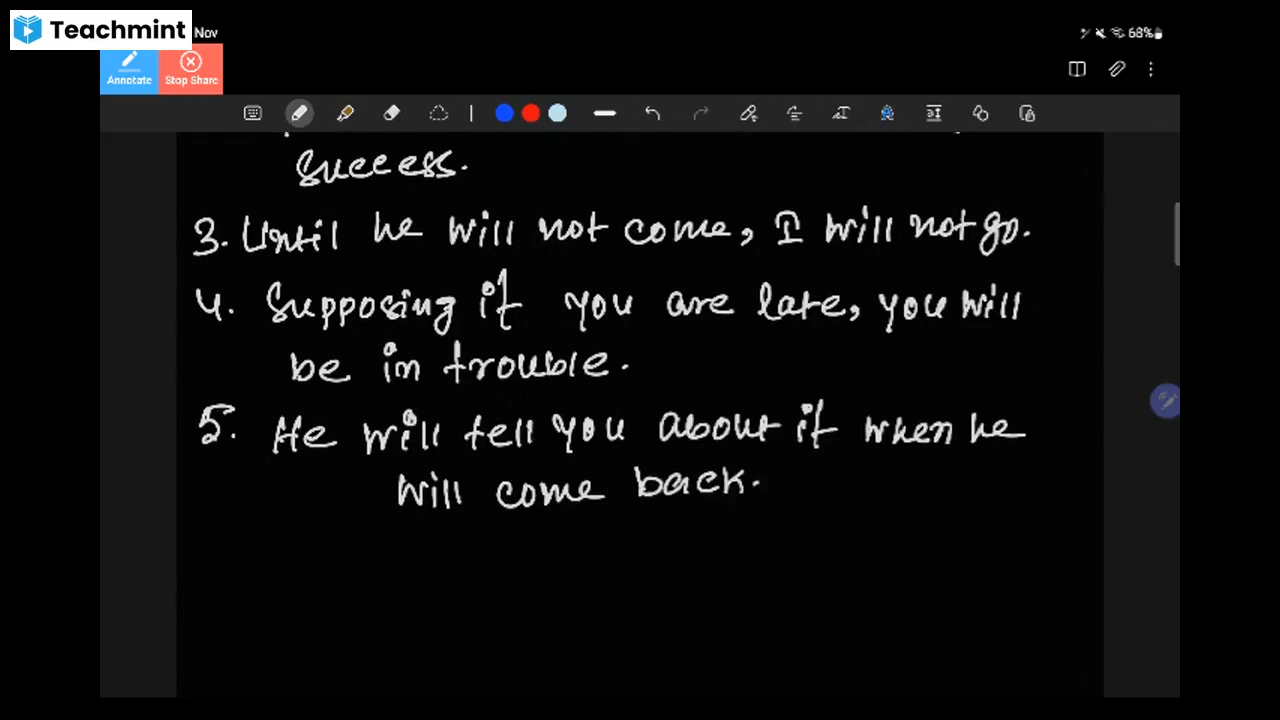 Teachmint
Nov
68%
Annotate
Stop Share
success.
3. Until he will not come, I will not go.
4. Supposing if you are late, you will
be in trouble.
5. He will tell you about it when he
will come back.